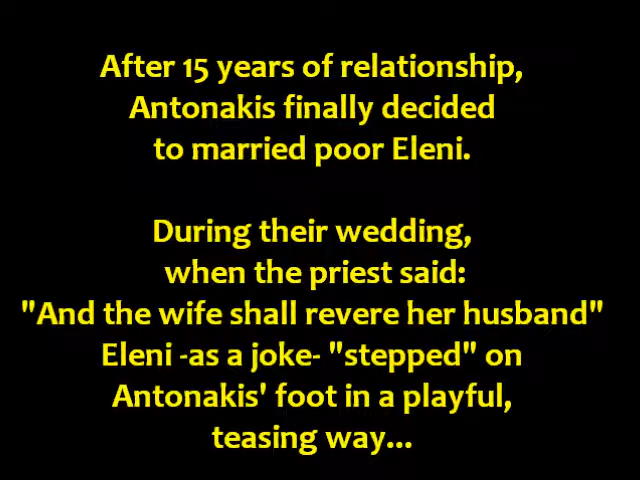 After 15 years of relationship,
Antonakis finally decided
to married poor Eleni.
During their wedding,
when the priest said:
"And the wife shall revere her husband"
Eleni -as a joke- "stepped" on
Antonakis' foot in a playful,
teasing way...